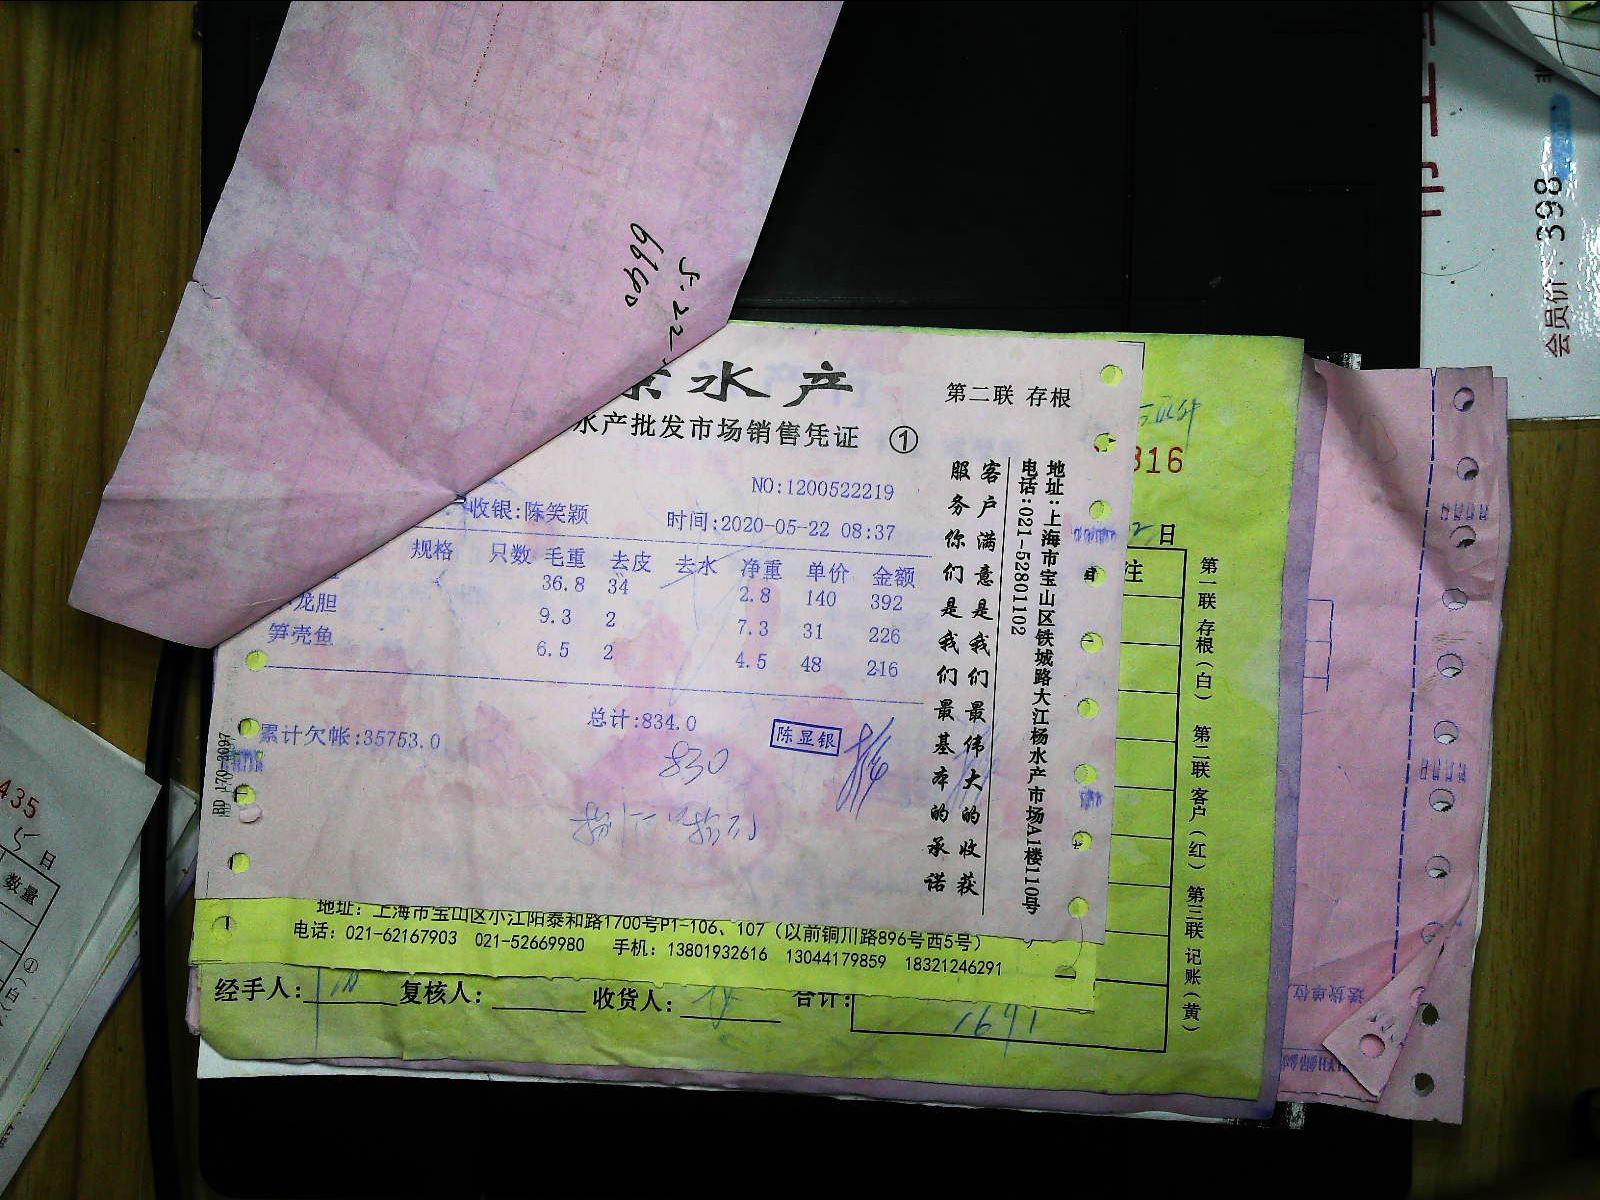 5.22
6640
水产
第二联 存根
水产批发市场销售凭证 ①
NO:1200522219
收银:陈笑颖
时间:2020-05-22 08:37
规格 只数 毛重 去皮 去水 净重 单价 金额
36.8 34 2.8 140 392
龙胆 9.3 2 7.3 31 226
笋壳鱼 6.5 2 4.5 48 216
总计:834.0
累计欠帐:35753.0
陈显银
830
客户满意是我们最伟大的收获
服务你们是我们最基本的承诺
地址:上海市宝山区铁城路大江杨水产市场A1楼110号
电话:021-52801102
地址: 上海市宝山区小江阳泰和路1700号P1-106、107 (以前铜川路896号西5号)
电话: 021-62167903 021-52669980 手机: 13801932616 13044179859 18321246291
经手人: 复核人: 收货人: 合计:
1641
316
日
注
第一联 存根(白) 第二联 客户(红) 第三联 记账(黄)
送货单位
会员价: 398
435
5日
数量
①(白)